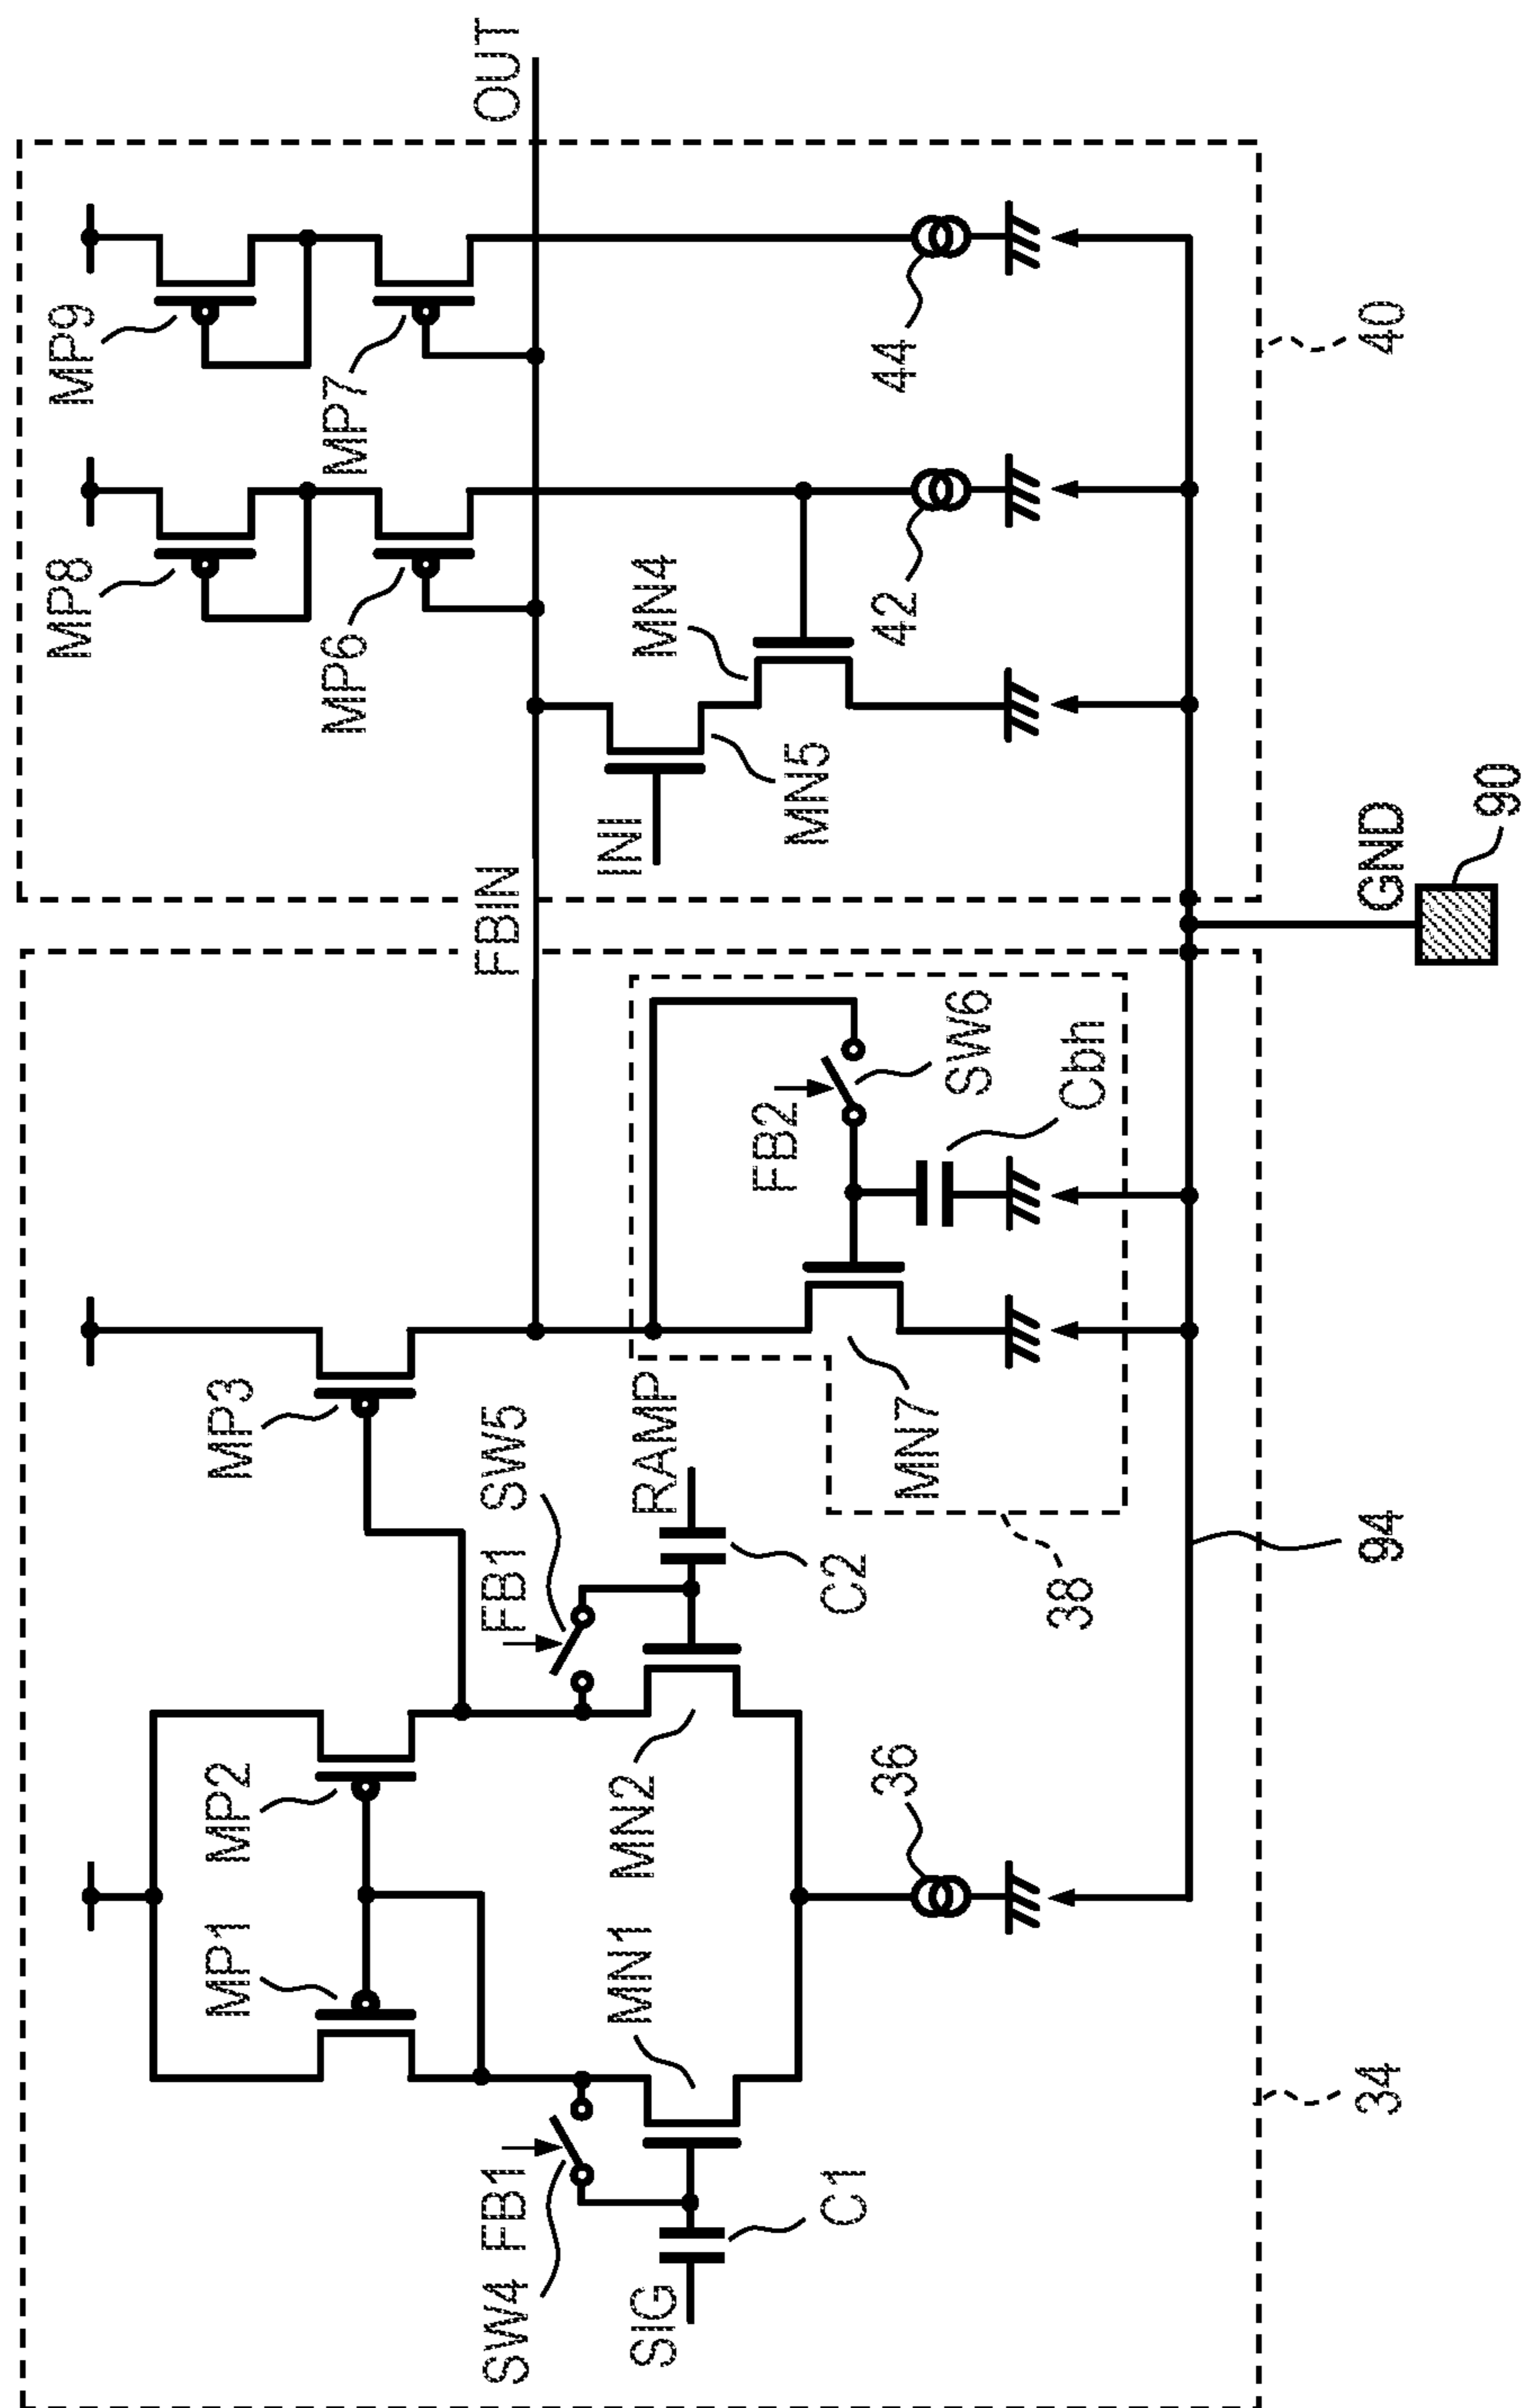 MP9
MP7
44
OUT
MP8
MP6
MN4
42
INI
MN5
40
FBIN
GND
90
FB2
SW6
Cbh
MP3
SW5
FB1
RAMP
C2
MN7
38
94
MP2
MN2
36
MP1
MN1
SW4
FB1
SIG
C1
34